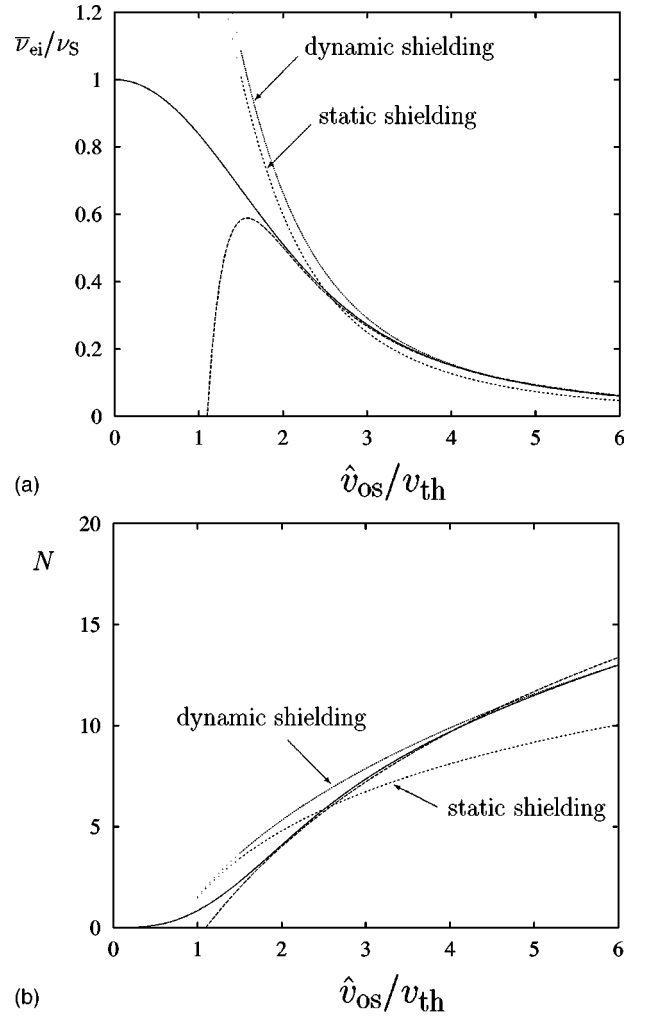 1.2
ν̅ei/νS
dynamic shielding
1
static shielding
0.8
0.6
0.4
0.2
0
0 1 2 3 4 5 6
(a)
v̂os/vth
20
N
15
dynamic shielding
10
static shielding
5
0
0 1 2 3 4 5 6
(b)
v̂os/vth